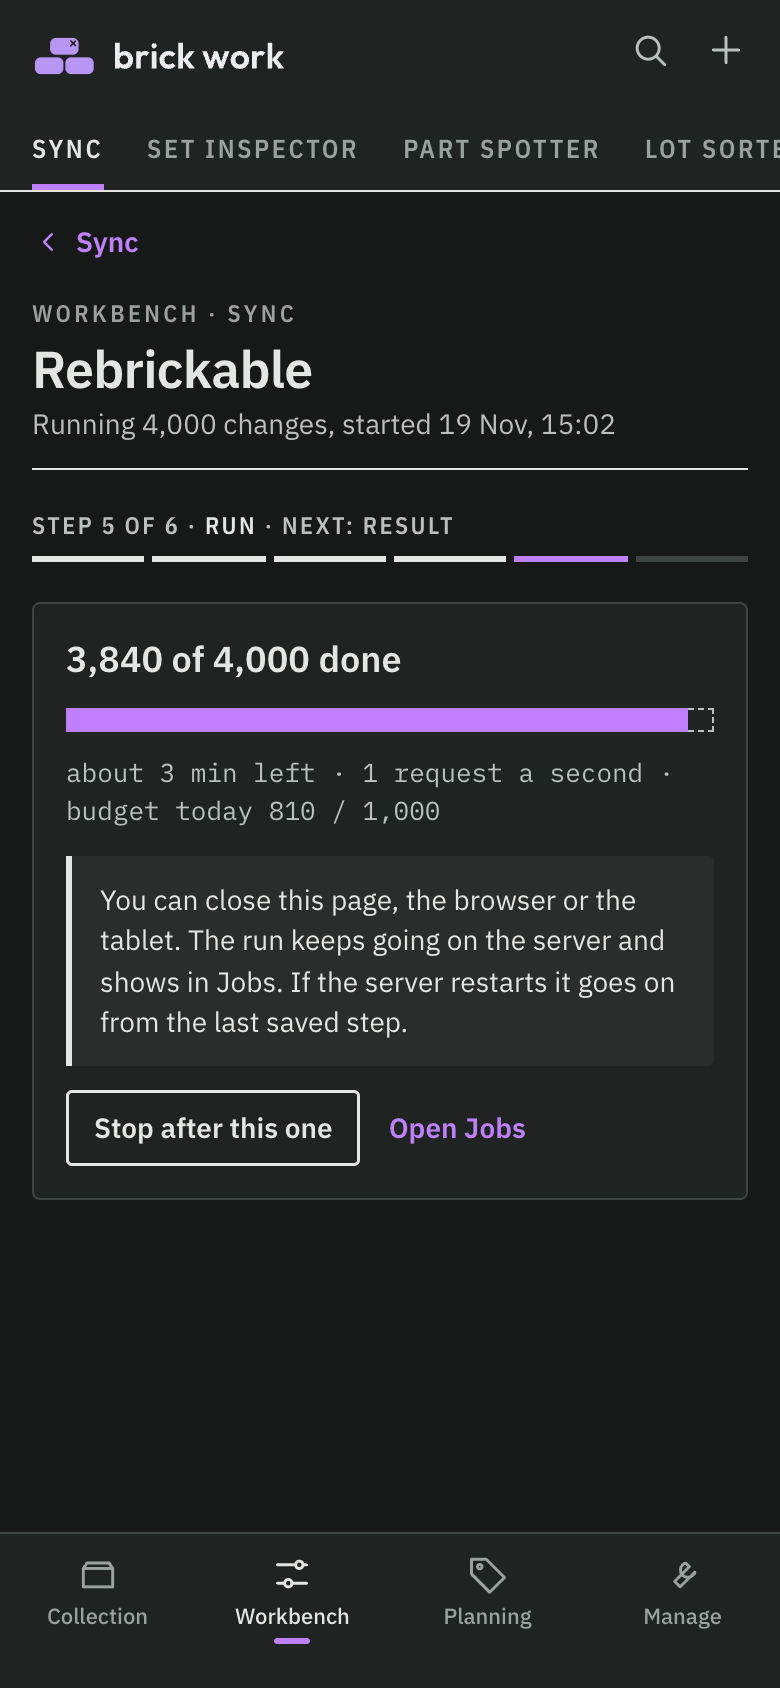 brick work
SYNC SET INSPECTOR PART SPOTTER LOT SORTE
Sync
WORKBENCH · SYNC
Rebrickable
Running 4,000 changes, started 19 Nov, 15:02
STEP 5 OF 6 · RUN · NEXT: RESULT
3,840 of 4,000 done
about 3 min left · 1 request a second ·
budget today 810 / 1,000
You can close this page, the browser or the
tablet. The run keeps going on the server and
shows in Jobs. If the server restarts it goes on
from the last saved step.
Stop after this one Open Jobs
Collection Workbench Planning Manage